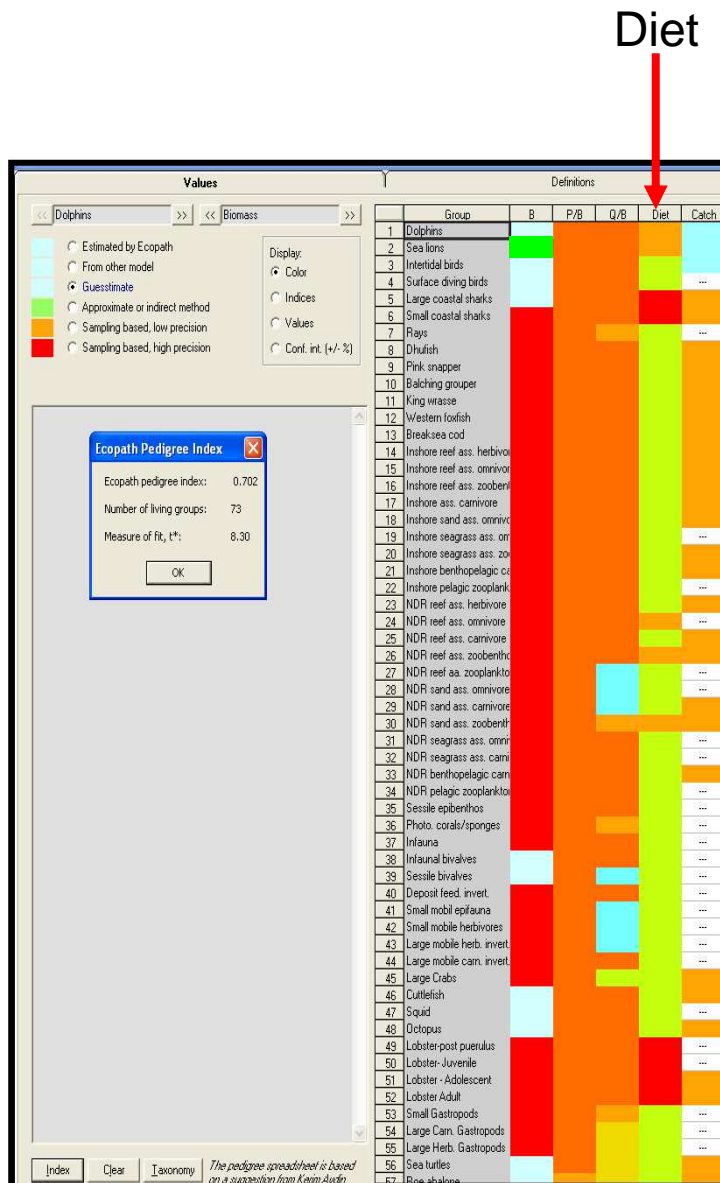 Diet
Values
Definitions
<< Dolphins >> << Biomass >>
Estimated by Ecopath
From other model
Guesstimate
Approximate or indirect method
Sampling based, low precision
Sampling based, high precision
Display:
Color
Indices
Values
Conf. int. (+/- %)
Ecopath Pedigree Index
Ecopath pedigree index: 0.702
Number of living groups: 73
Measure of fit, t*: 8.30
OK
Index Clear Taxonomy
The pedigree spreadsheet is based
on a suggestion from Kerim Aydin
Group B P/B Q/B Diet Catch
1 Dolphins
2 Sea lions
3 Intertidal birds
4 Surface diving birds ---
5 Large coastal sharks
6 Small coastal sharks
7 Rays ---
8 Dhufish
9 Pink snapper
10 Balching grouper
11 King wrasse
12 Western foxfish
13 Breaksea cod
14 Inshore reef ass. herbivo
15 Inshore reef ass. omnivor
16 Inshore reef ass. zooben
17 Inshore ass. carnivore
18 Inshore sand ass. omnivo
19 Inshore seagrass ass. om ---
20 Inshore seagrass ass. zo
21 Inshore benthopelagic ca
22 Inshore pelagic zooplank ---
23 NDR reef ass. herbivore
24 NDR reef ass. omnivore ---
25 NDR reef ass. carnivore
26 NDR reef ass. zoobentho
27 NDR reef aa. zooplankto ---
28 NDR sand ass. omnivore ---
29 NDR sand ass. carnivore
30 NDR sand ass. zoobenth
31 NDR seagrass ass. omni ---
32 NDR seagrass ass. carni ---
33 NDR benthopelagic carn
34 NDR pelagic zooplankto ---
35 Sessile epibenthos ---
36 Photo. corals/sponges ---
37 Infauna ---
38 Infaunal bivalves ---
39 Sessile bivalves ---
40 Deposit feed. invert. ---
41 Small mobil epifauna ---
42 Small mobile herbivores ---
43 Large mobile herb. invert. ---
44 Large mobile carn. invert. ---
45 Large Crabs
46 Cuttlefish
47 Squid ---
48 Octopus
49 Lobster-post puerulus ---
50 Lobster- Juvenile ---
51 Lobster - Adolescent
52 Lobster Adult
53 Small Gastropods ---
54 Large Carn. Gastropods ---
55 Large Herb. Gastropods ---
56 Sea turtles
57 Roe abalone